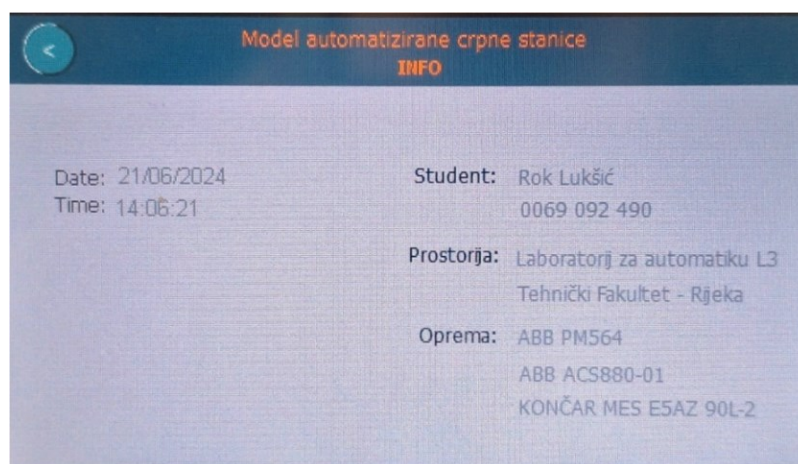 <
Model automatizirane crpne stanice
INFO
Date: 21/06/2024
Time: 14:06:21
Student: Rok Lukšić
0069 092 490
Prostorija: Laboratorij za automatiku L3
Tehnički Fakultet - Rijeka
Oprema: ABB PM564
ABB ACS880-01
KONČAR MES E5AZ 90L-2